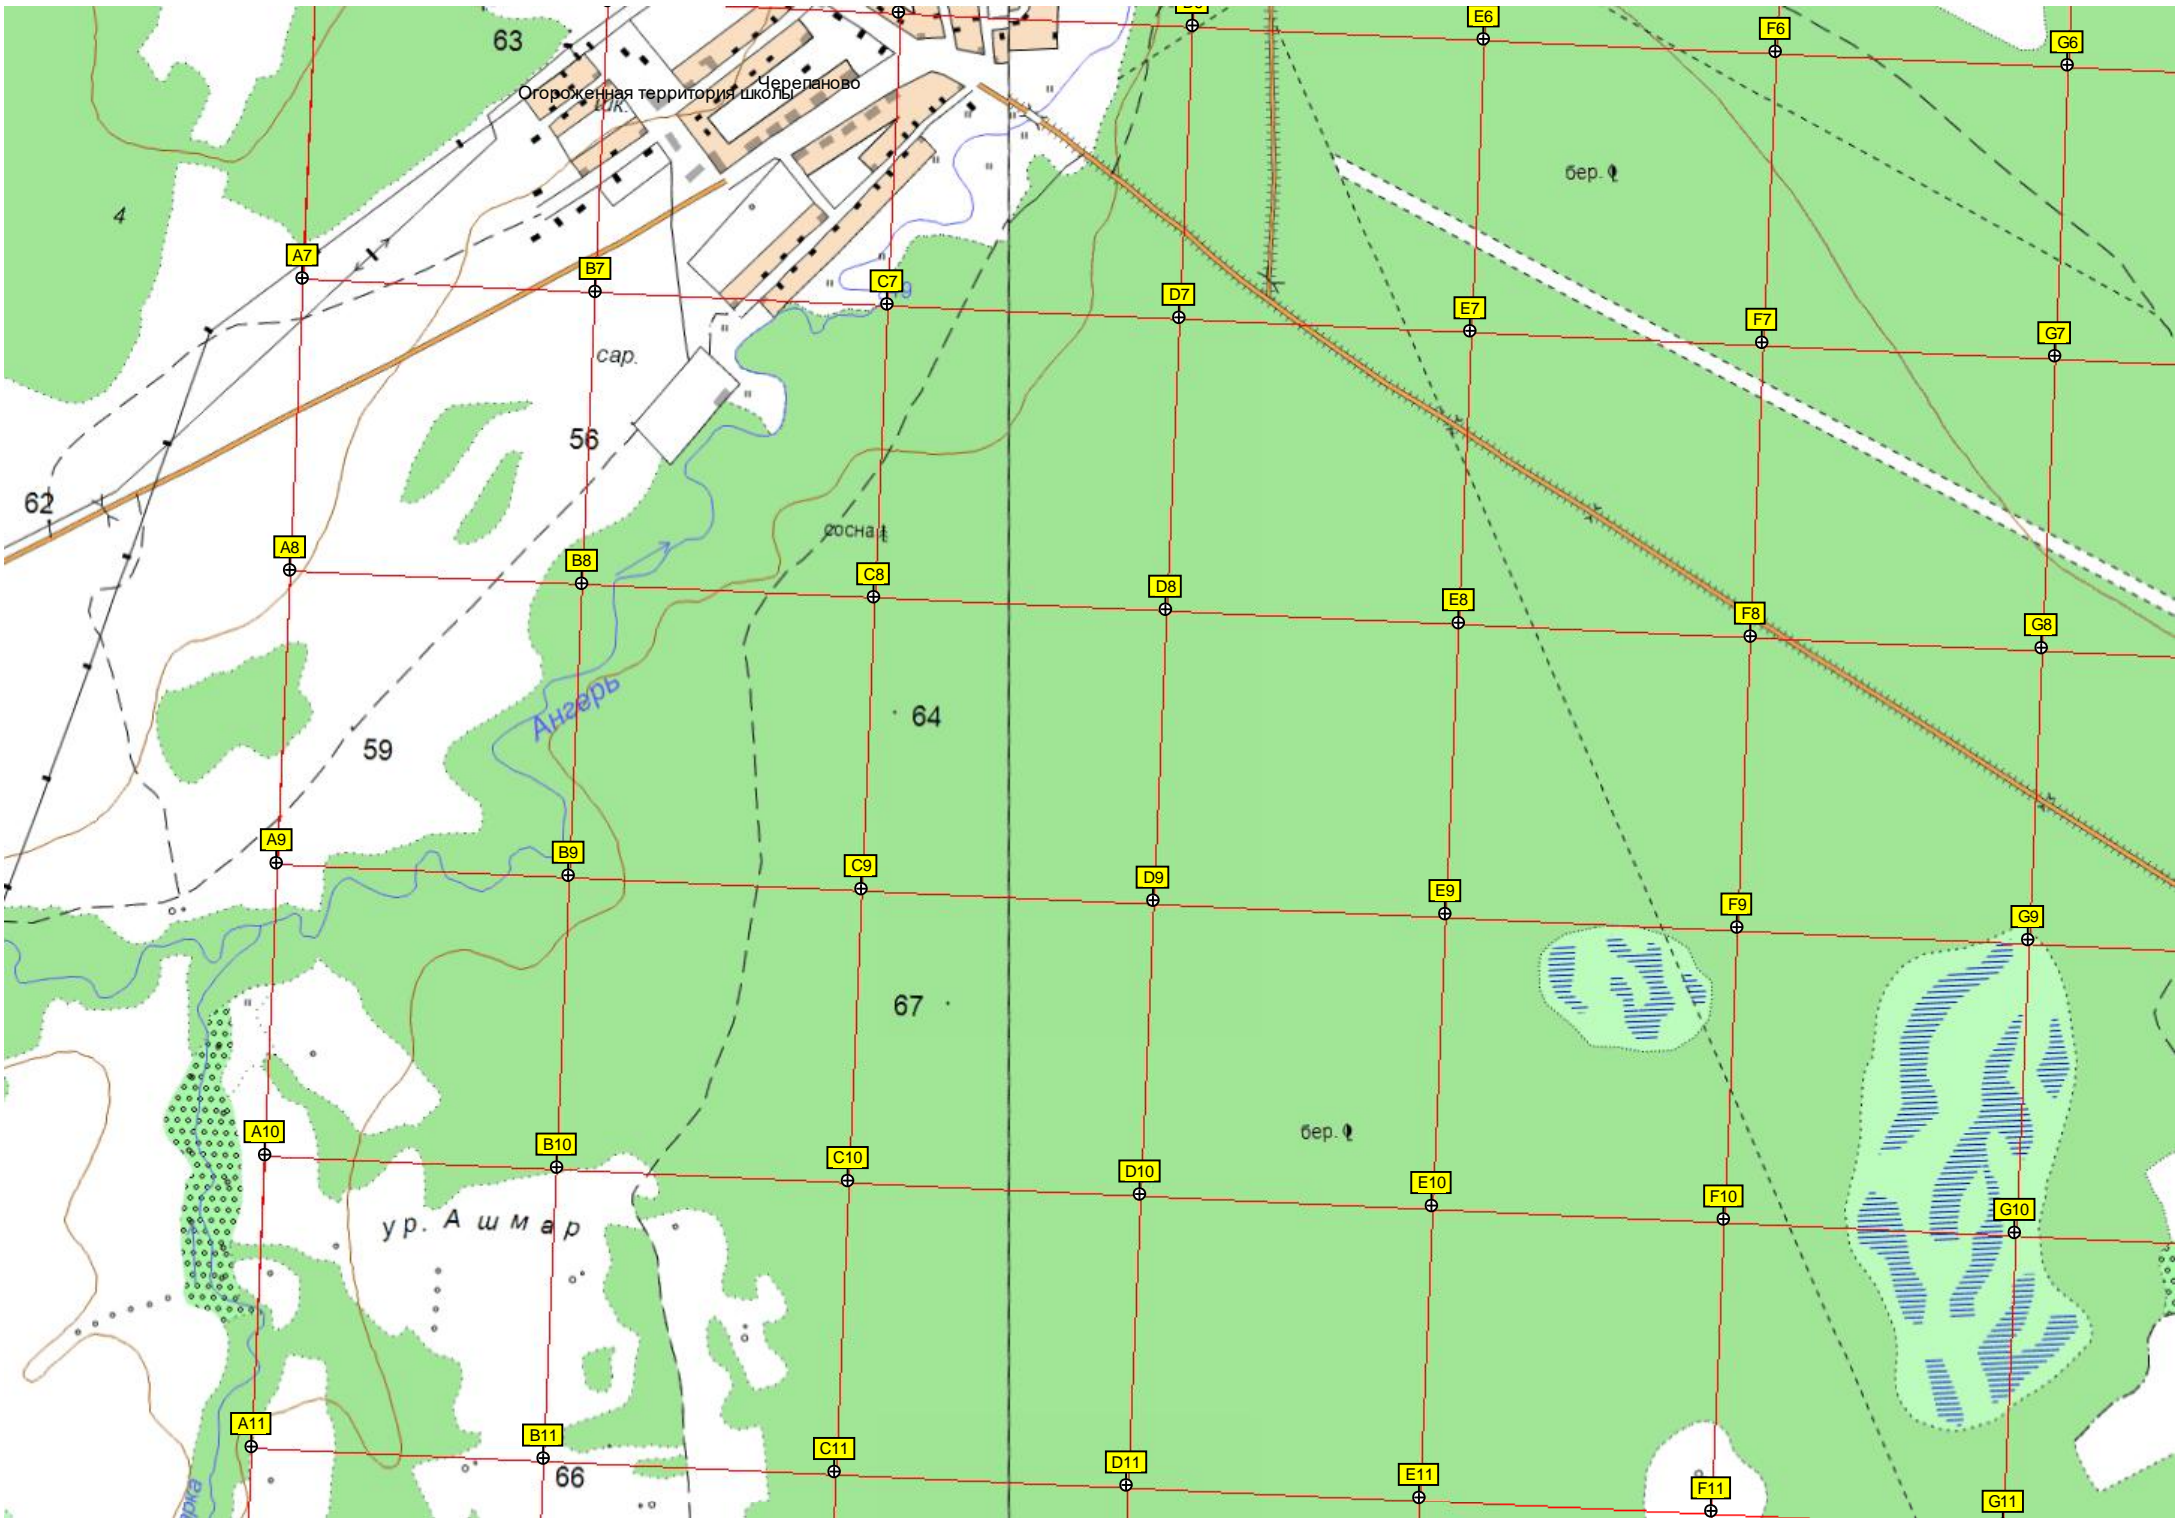 E6
F6
G6
63
Черепаново
Огороженная территория школы
шк.
бер.
4
A7
B7
C7
D7
E7
F7
G7
сар.
56
62
сосна
A8
B8
C8
D8
E8
F8
G8
Ангерь
64
59
A9
B9
C9
D9
E9
F9
G9
67
бер.
A10
B10
C10
D10
E10
F10
G10
ур. Ашмар
A11
B11
C11
D11
E11
F11
G11
66